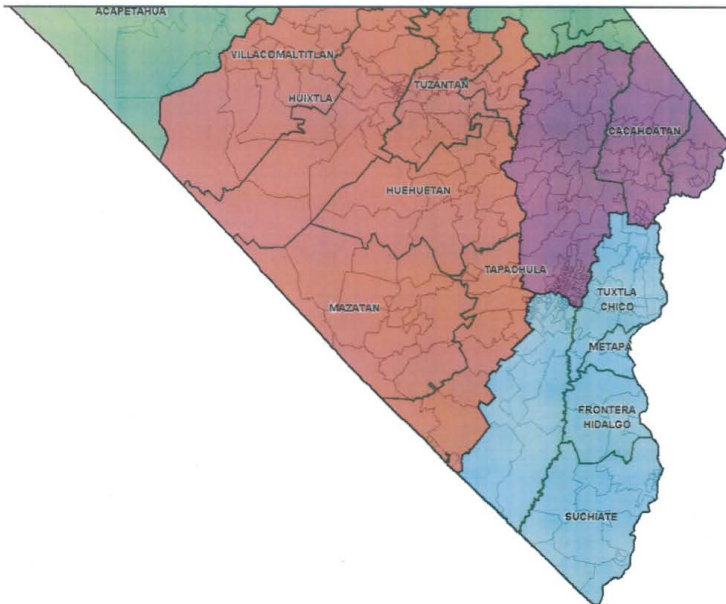 ACAPETAHUA
VILLACOMALTITLAN
HUIXTLA
TUZANTAN
CACAHOATAN
HUEHUETAN
TAPACHULA
MAZATAN
TUXTLA
CHICO
METAPA
FRONTERA
HIDALGO
SUCHIATE